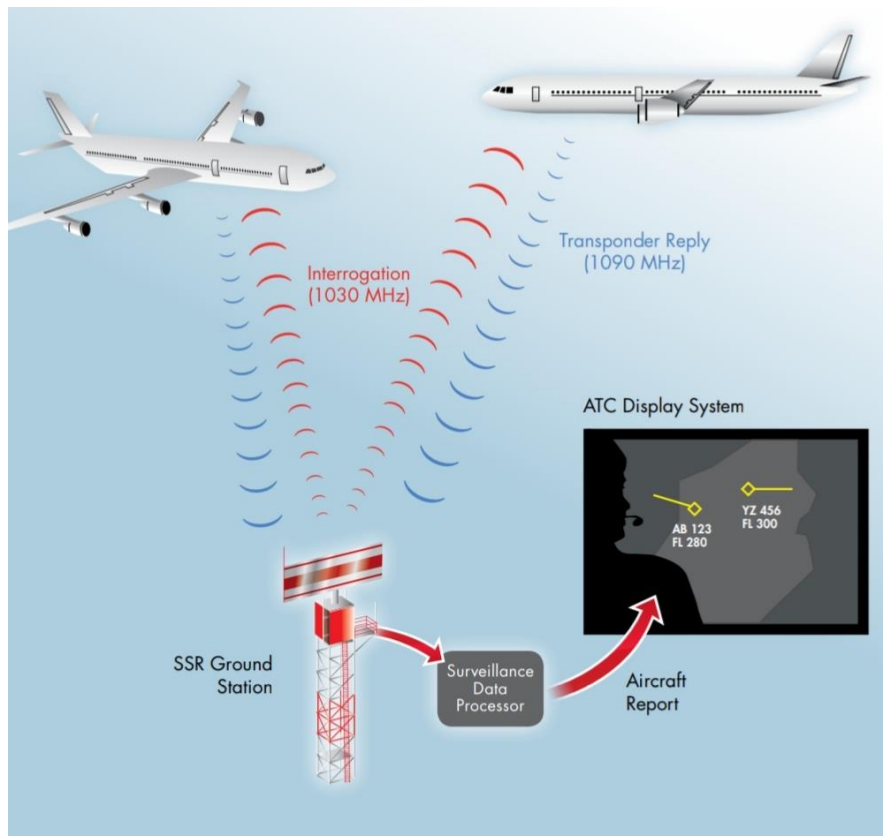 Interrogation
(1030 MHz)
Transponder Reply
(1090 MHz)
ATC Display System
AB 123
FL 280
YZ 456
FL 300
SSR Ground
Station
Surveillance
Data
Processor
Aircraft
Report